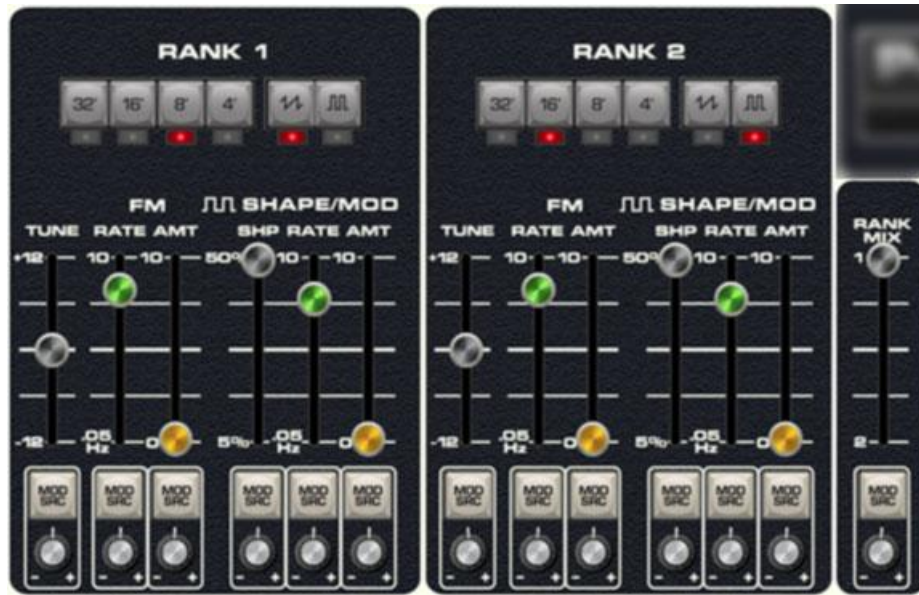 RANK 1
32' 16' 8' 4'
FM SHAPE/MOD
TUNE RATE AMT SHP RATE AMT
+12 10 10 50% 10 10
-12 .05 Hz 0 5% .05 Hz 0
MOD SRC MOD SRC MOD SRC MOD SRC MOD SRC MOD SRC
- + - + - + - + - + - +
RANK 2
32' 16' 8' 4'
FM SHAPE/MOD
TUNE RATE AMT SHP RATE AMT
+12 10 10 50% 10 10
-12 .05 Hz 0 5% .05 Hz 0
MOD SRC MOD SRC MOD SRC MOD SRC MOD SRC MOD SRC
- + - + - + - + - + - +
RANK
MIX
1
2
MOD
SRC
- +